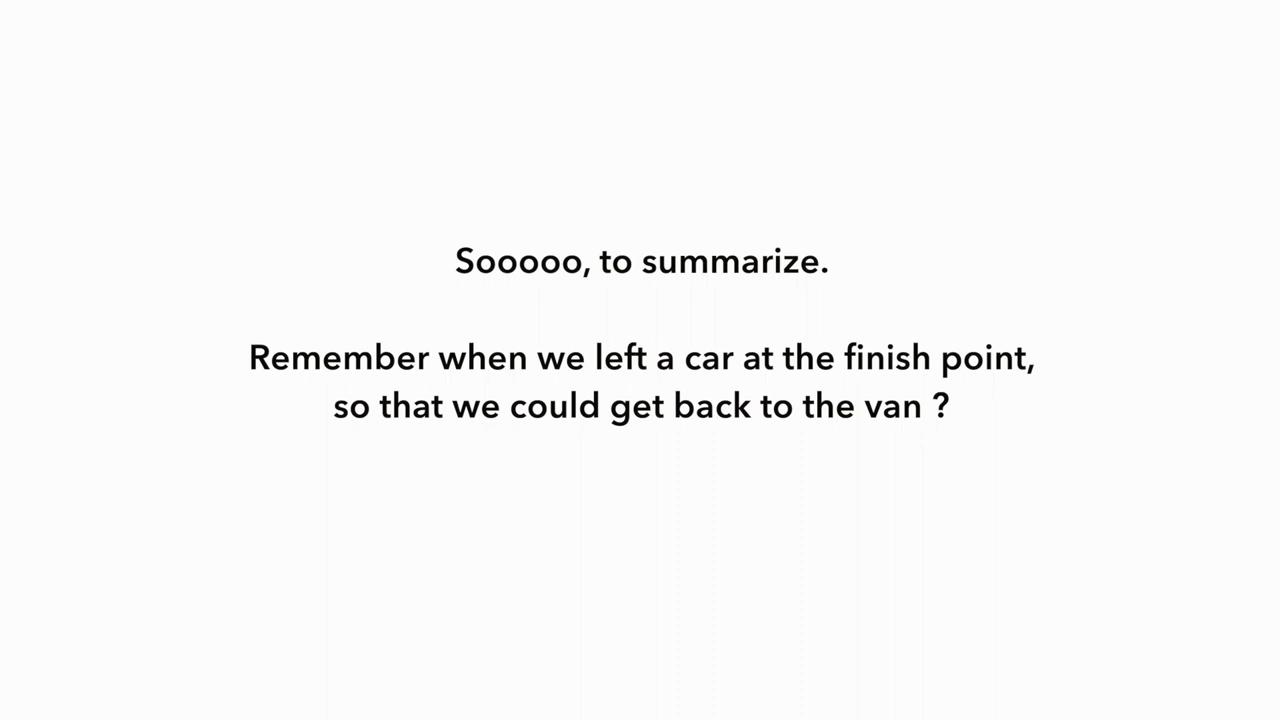 Sooooo, to summarize.
Remember when we left a car at the finish point,
so that we could get back to the van ?